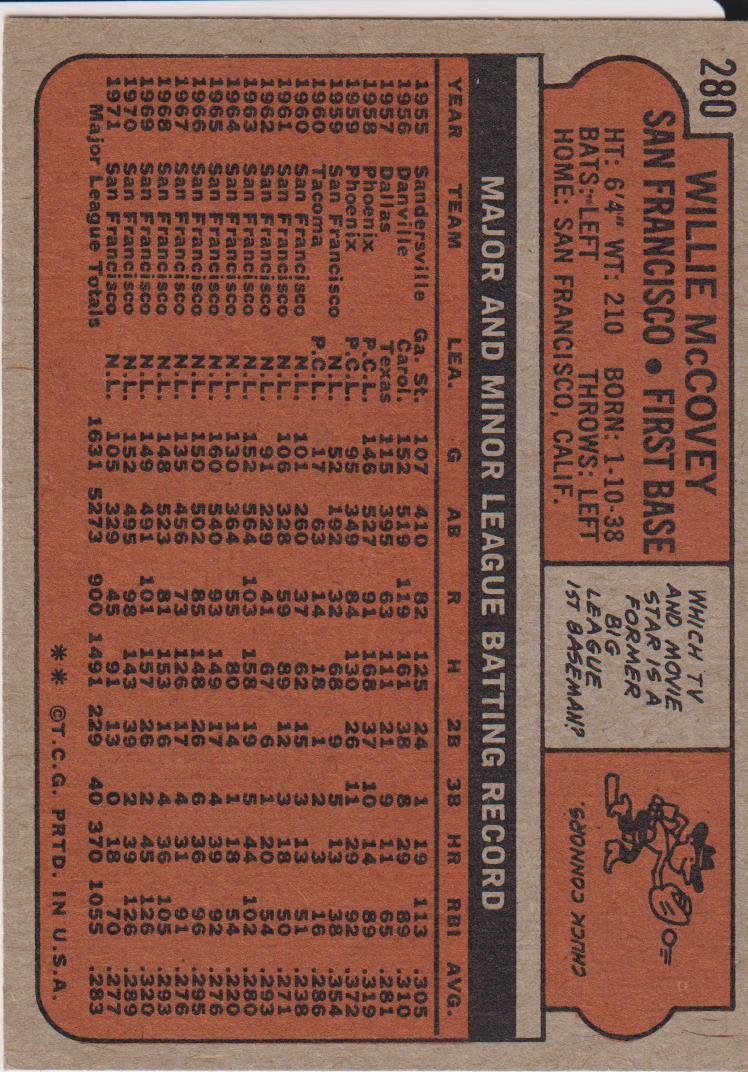 280
WILLIE McCOVEY
SAN FRANCISCO • FIRST BASE
HT: 6'4" WT: 210 BORN: 1-10-38
BATS: LEFT THROWS: LEFT
HOME: SAN FRANCISCO, CALIF.
WHICH TV
AND MOVIE
STAR IS A
FORMER
BIG
LEAGUE
1ST BASEMAN?
CHUCK CONNORS.
MAJOR AND MINOR LEAGUE BATTING RECORD
YEAR TEAM LEA. G AB R H 2B 3B HR RBI AVG.
1955 Sandersville Ga. St. 107 410 82 125 24 1 19 113 .305
1956 Danville Carol. 152 519 119 161 38 8 29 89 .310
1957 Dallas Texas 115 395 63 111 21 9 11 65 .281
1958 Phoenix P.C.L. 146 527 91 168 37 10 14 89 .319
1959 Phoenix P.C.L. 95 349 84 130 26 11 29 92 .372
1959 San Francisco N.L. 52 192 32 68 9 5 13 38 .354
1960 Tacoma P.C.L. 17 63 14 18 1 2 3 16 .286
1960 San Francisco N.L. 101 260 37 62 15 3 13 51 .238
1961 San Francisco N.L. 106 328 59 89 12 3 18 50 .271
1962 San Francisco N.L. 91 229 41 67 6 1 20 54 .293
1963 San Francisco N.L. 152 564 103 158 19 5 44 102 .280
1964 San Francisco N.L. 130 364 55 80 14 1 18 54 .220
1965 San Francisco N.L. 160 540 93 149 17 4 39 92 .276
1966 San Francisco N.L. 150 502 85 148 26 6 36 96 .295
1967 San Francisco N.L. 135 456 73 126 17 4 31 91 .276
1968 San Francisco N.L. 148 523 81 153 16 4 36 105 .293
1969 San Francisco N.L. 149 491 101 157 26 2 45 126 .320
1970 San Francisco N.L. 152 495 98 143 39 2 39 126 .289
1971 San Francisco N.L. 105 329 45 91 13 0 18 70 .277
Major League Totals 1631 5273 900 1491 229 40 370 1055 .283
** ©T.C.G. PRTD. IN U.S.A.